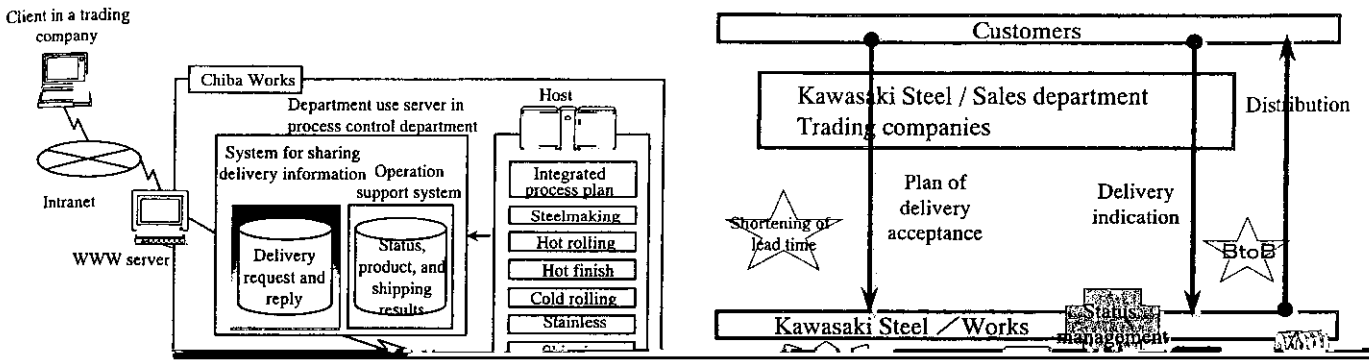 Client in a trading
company
Chiba Works
Department use server in
process control department
System for sharing
delivery information
Operation
support system
Delivery
request and
reply
Status,
product, and
shipping
results
Intranet
WWW server
Host
Integrated
process plan
Steelmaking
Hot rolling
Hot finish
Cold rolling
Stainless
Customers
Kawasaki Steel / Sales department
Trading companies
Distribution
Shortening of
lead time
Plan of
delivery
acceptance
Delivery
indication
BtoB
Kawasaki Steel / Works
Status
management